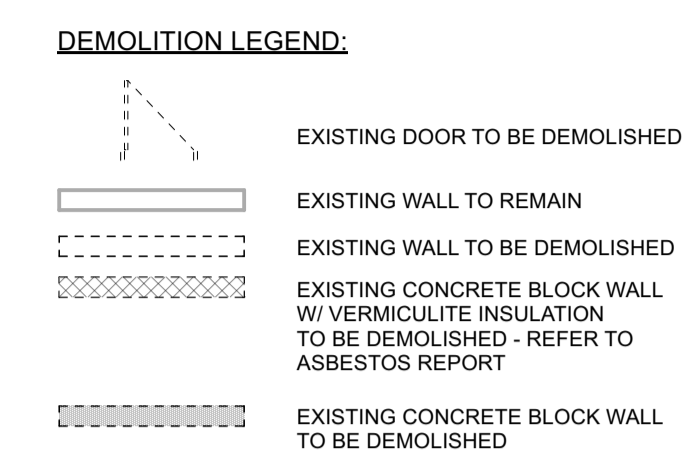 DEMOLITION LEGEND:
EXISTING DOOR TO BE DEMOLISHED
EXISTING WALL TO REMAIN
EXISTING WALL TO BE DEMOLISHED
EXISTING CONCRETE BLOCK WALL
W/ VERMICULITE INSULATION
TO BE DEMOLISHED - REFER TO
ASBESTOS REPORT
EXISTING CONCRETE BLOCK WALL
TO BE DEMOLISHED